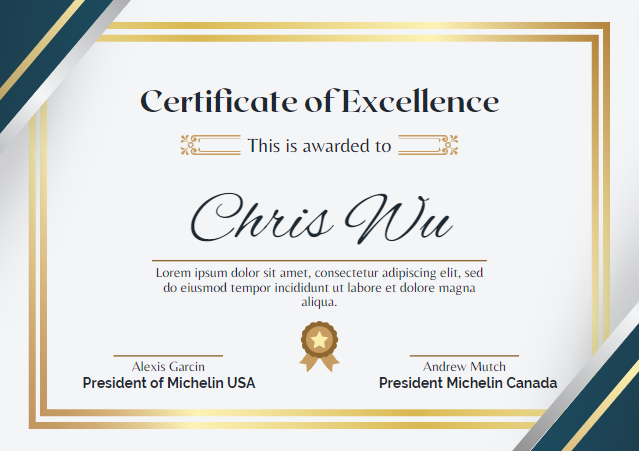 Certificate of Excellence
This is awarded to
Chris Wu
Lorem ipsum dolor sit amet, consectetur adipiscing elit, sed
do eiusmod tempor incididunt ut labore et dolore magna
aliqua.
Alexis Garcin
President of Michelin USA
Andrew Mutch
President Michelin Canada